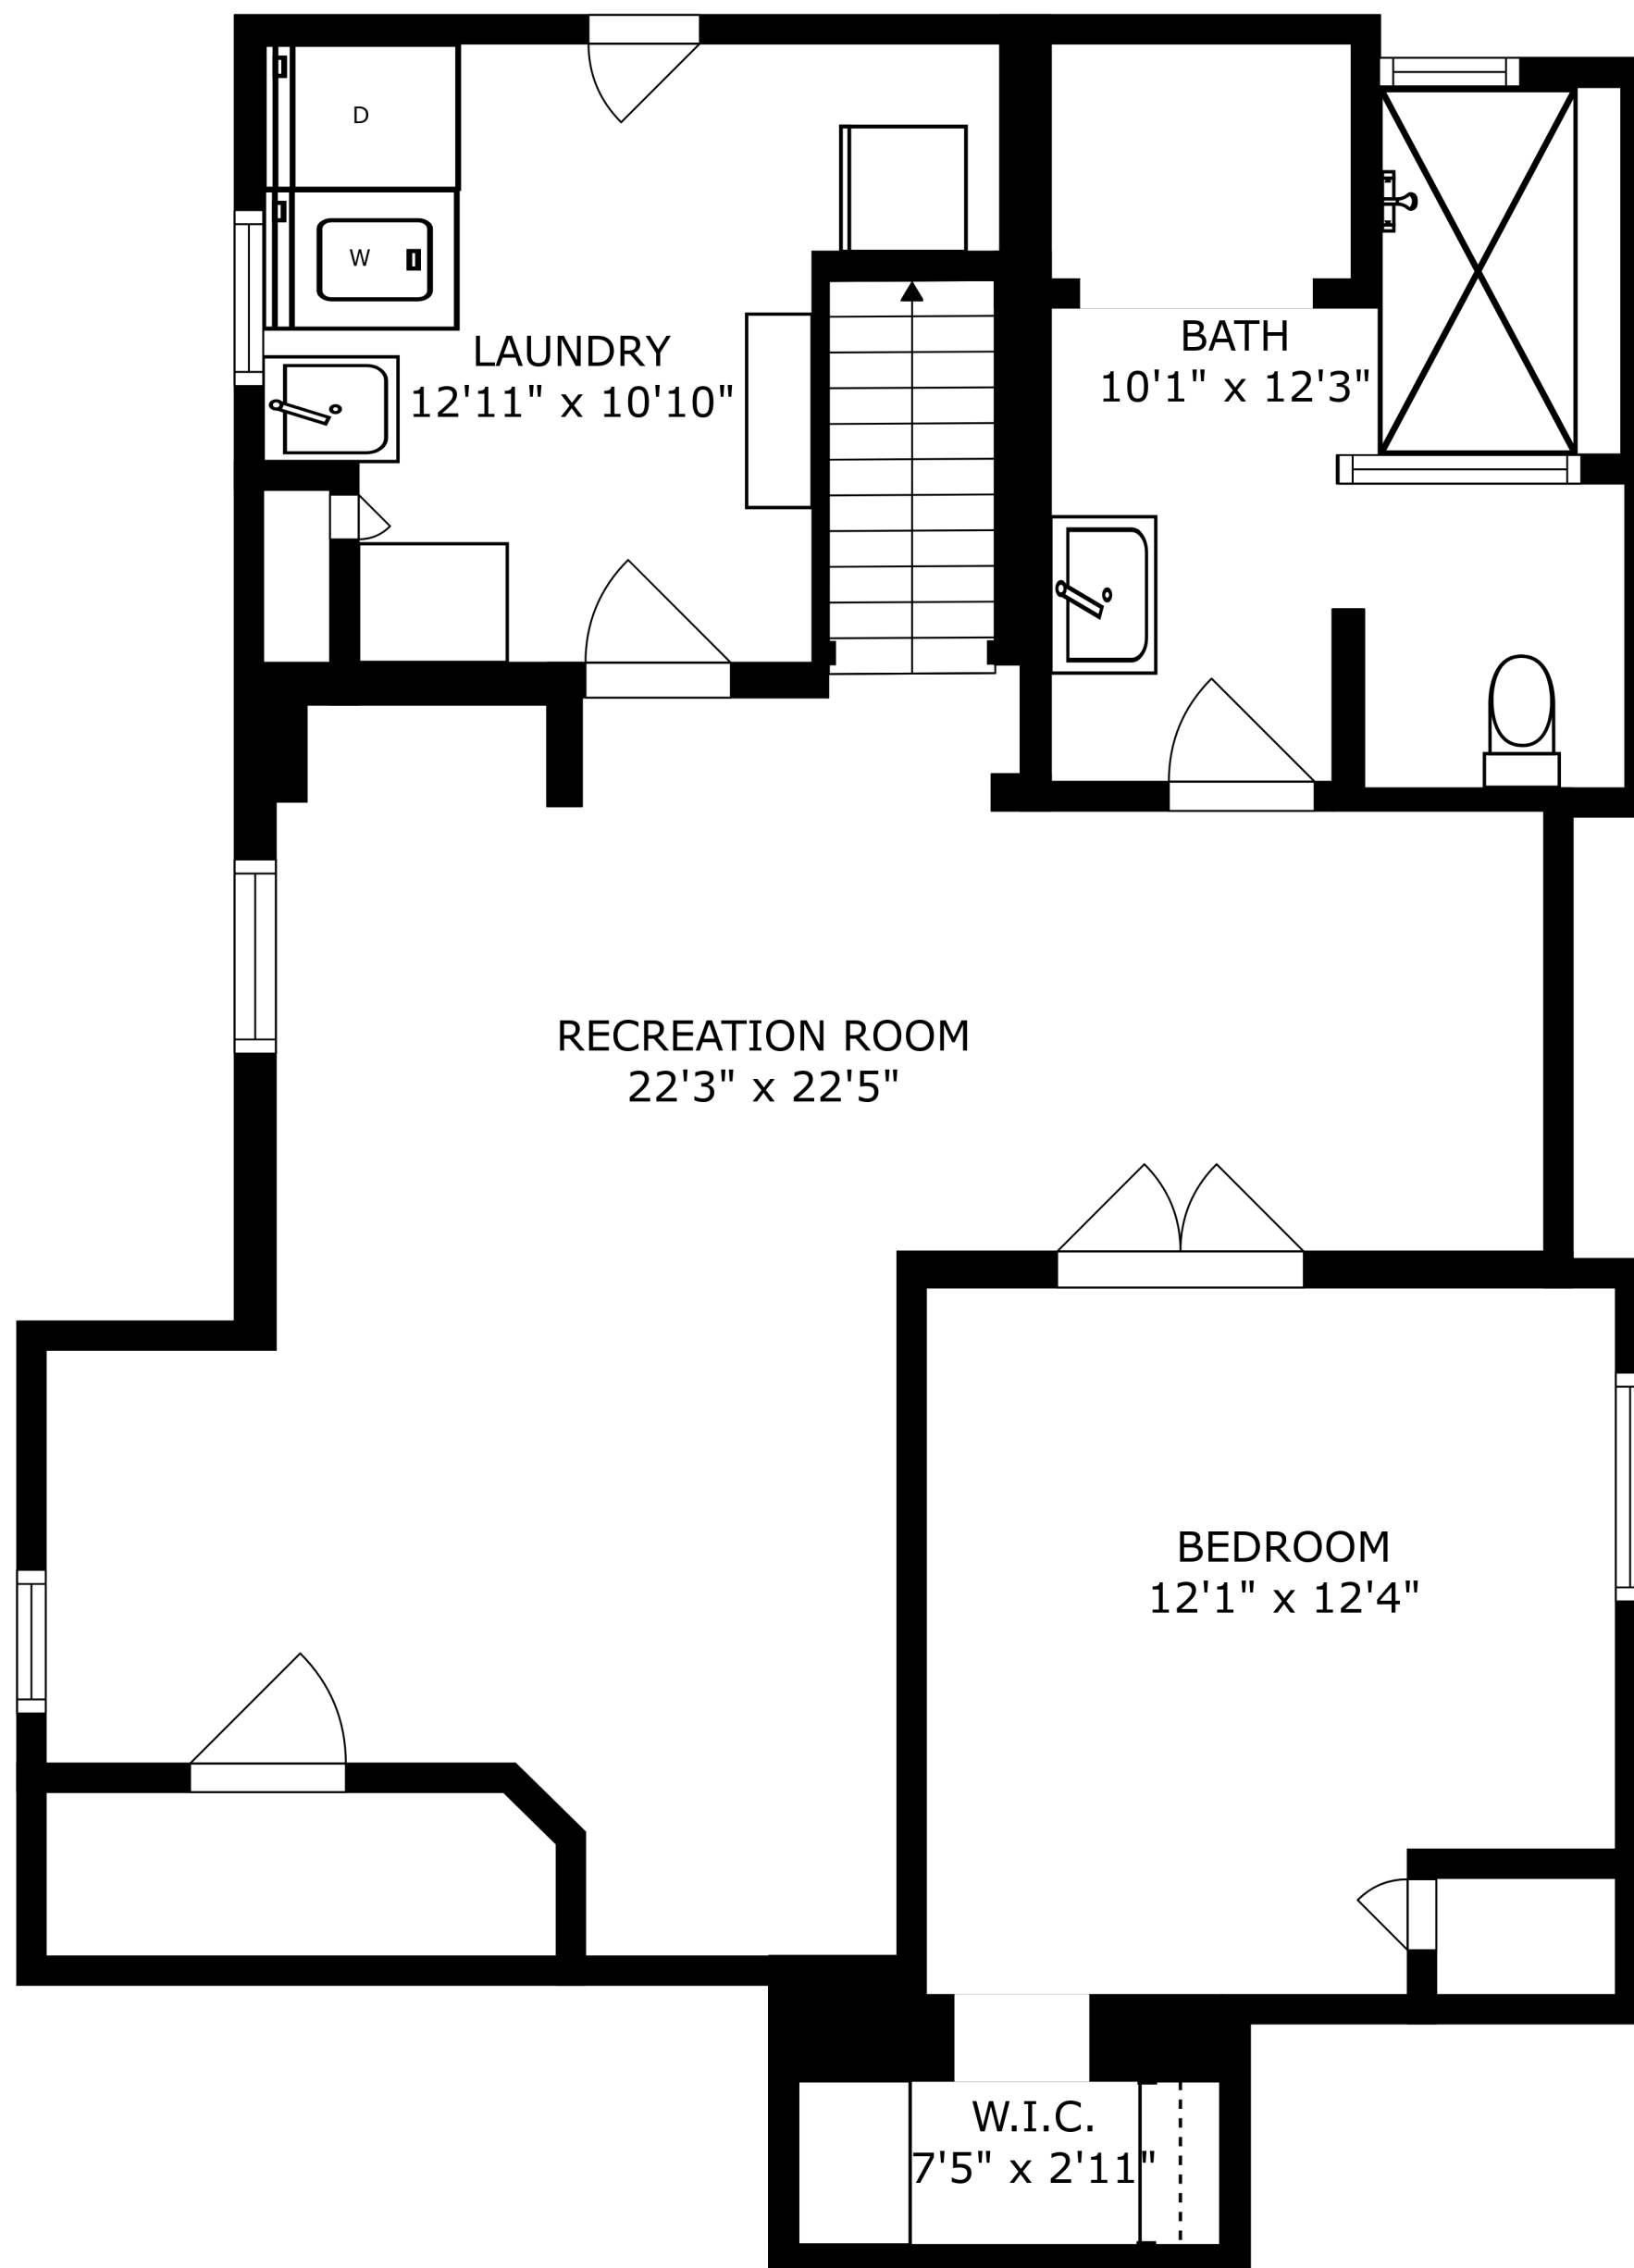 D
W
LAUNDRY
12'11" x 10'10"
BATH
10'1" x 12'3"
RECREATION ROOM
22'3" x 22'5"
BEDROOM
12'1" x 12'4"
W.I.C.
7'5" x 2'11"